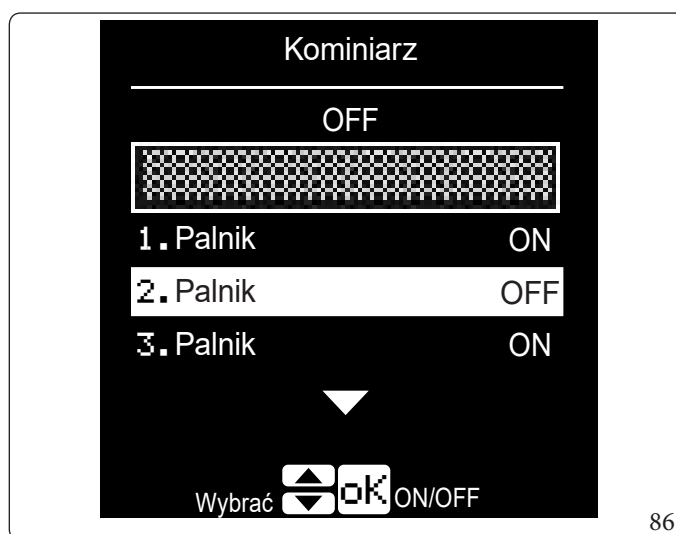 Kominiarz
OFF
1. Palnik ON
2. Palnik OFF
3. Palnik ON
Wybrać oK ON/OFF
86